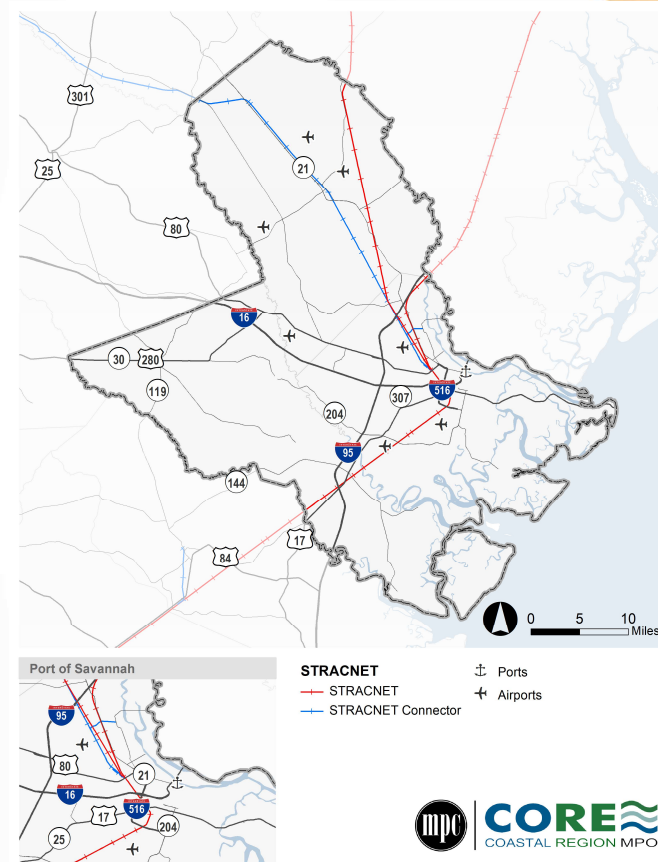 301
25
21
80
16
30
280
119
307
516
204
95
144
17
84
0 5 10
Miles
Port of Savannah
95
80
21
16
516
17
204
25
STRACNET
STRACNET
STRACNET Connector
Ports
Airports
mpc
CORE
COASTAL REGION MPO